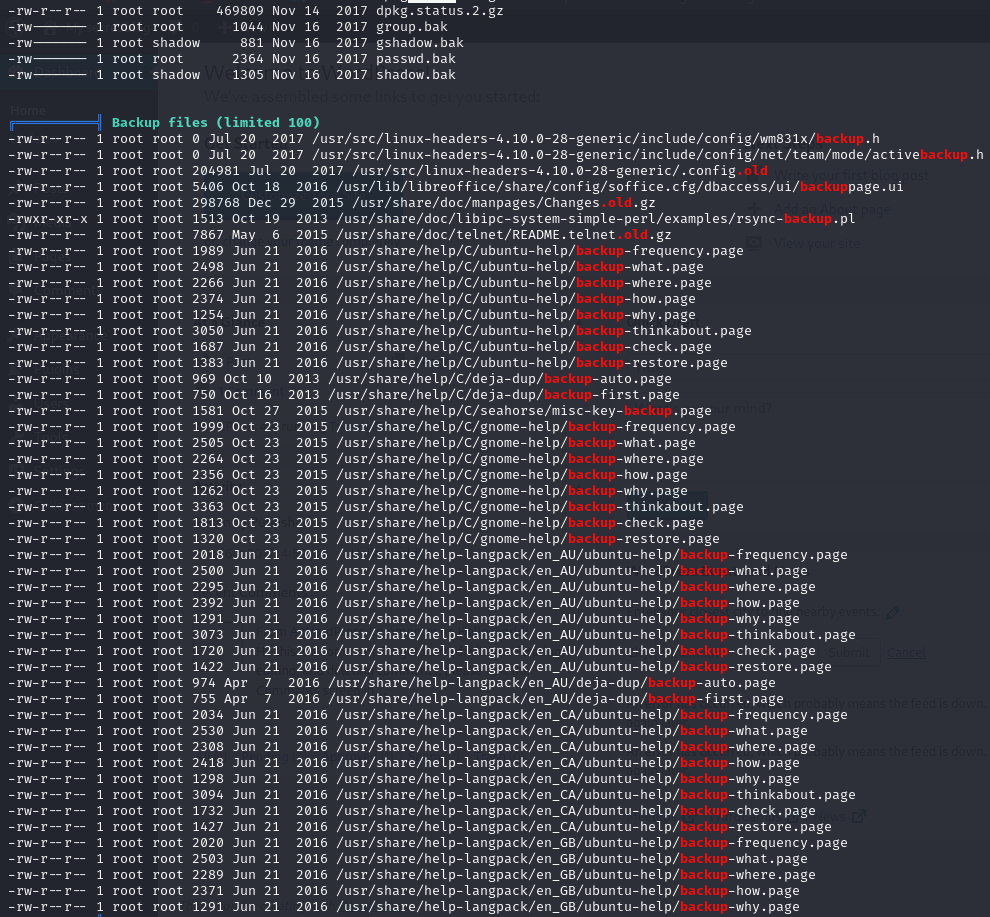 -rw-r--r-- 1 root root    469809 Nov 14  2017 dpkg.status.2.gz
-rw------- 1 root root      1044 Nov 16  2017 group.bak
-rw------- 1 root shadow     881 Nov 16  2017 gshadow.bak
-rw------- 1 root root      2364 Nov 16  2017 passwd.bak
-rw------- 1 root shadow    1305 Nov 16  2017 shadow.bak
We've assembled some links to get you started
Home
╔══════════╣ Backup files (limited 100)
-rw-r--r-- 1 root root 0 Jul 20  2017 /usr/src/linux-headers-4.10.0-28-generic/include/config/wm831x/backup.h
-rw-r--r-- 1 root root 0 Jul 20  2017 /usr/src/linux-headers-4.10.0-28-generic/include/config/net/team/mode/activebackup.h
-rw-r--r-- 1 root root 204981 Jul 20  2017 /usr/src/linux-headers-4.10.0-28-generic/.config.old
-rw-r--r-- 1 root root 5406 Oct 18  2016 /usr/lib/libreoffice/share/config/soffice.cfg/dbaccess/ui/backuppage.ui
-rw-r--r-- 1 root root 298768 Dec 29  2015 /usr/share/doc/manpages/Changes.old.gz
-rwxr-xr-x 1 root root 1513 Oct 19  2013 /usr/share/doc/libipc-system-simple-perl/examples/rsync-backup.pl
-rw-r--r-- 1 root root 7867 May  6  2015 /usr/share/doc/telnet/README.telnet.old.gz
View your site
-rw-r--r-- 1 root root 1989 Jun 21  2016 /usr/share/help/C/ubuntu-help/backup-frequency.page
-rw-r--r-- 1 root root 2498 Jun 21  2016 /usr/share/help/C/ubuntu-help/backup-what.page
-rw-r--r-- 1 root root 2266 Jun 21  2016 /usr/share/help/C/ubuntu-help/backup-where.page
-rw-r--r-- 1 root root 2374 Jun 21  2016 /usr/share/help/C/ubuntu-help/backup-how.page
-rw-r--r-- 1 root root 1254 Jun 21  2016 /usr/share/help/C/ubuntu-help/backup-why.page
-rw-r--r-- 1 root root 3050 Jun 21  2016 /usr/share/help/C/ubuntu-help/backup-thinkabout.page
-rw-r--r-- 1 root root 1687 Jun 21  2016 /usr/share/help/C/ubuntu-help/backup-check.page
-rw-r--r-- 1 root root 1383 Jun 21  2016 /usr/share/help/C/ubuntu-help/backup-restore.page
-rw-r--r-- 1 root root 969 Oct 10  2013 /usr/share/help/C/deja-dup/backup-auto.page
-rw-r--r-- 1 root root 750 Oct 16  2013 /usr/share/help/C/deja-dup/backup-first.page
-rw-r--r-- 1 root root 1581 Oct 27  2015 /usr/share/help/C/seahorse/misc-key-backup.page
-rw-r--r-- 1 root root 1999 Oct 23  2015 /usr/share/help/C/gnome-help/backup-frequency.page
-rw-r--r-- 1 root root 2505 Oct 23  2015 /usr/share/help/C/gnome-help/backup-what.page
-rw-r--r-- 1 root root 2264 Oct 23  2015 /usr/share/help/C/gnome-help/backup-where.page
-rw-r--r-- 1 root root 2356 Oct 23  2015 /usr/share/help/C/gnome-help/backup-how.page
-rw-r--r-- 1 root root 1262 Oct 23  2015 /usr/share/help/C/gnome-help/backup-why.page
-rw-r--r-- 1 root root 3363 Oct 23  2015 /usr/share/help/C/gnome-help/backup-thinkabout.page
-rw-r--r-- 1 root root 1813 Oct 23  2015 /usr/share/help/C/gnome-help/backup-check.page
-rw-r--r-- 1 root root 1320 Oct 23  2015 /usr/share/help/C/gnome-help/backup-restore.page
-rw-r--r-- 1 root root 2018 Jun 21  2016 /usr/share/help-langpack/en_AU/ubuntu-help/backup-frequency.page
-rw-r--r-- 1 root root 2500 Jun 21  2016 /usr/share/help-langpack/en_AU/ubuntu-help/backup-what.page
-rw-r--r-- 1 root root 2295 Jun 21  2016 /usr/share/help-langpack/en_AU/ubuntu-help/backup-where.page
-rw-r--r-- 1 root root 2392 Jun 21  2016 /usr/share/help-langpack/en_AU/ubuntu-help/backup-how.page
nearby events.
-rw-r--r-- 1 root root 1291 Jun 21  2016 /usr/share/help-langpack/en_AU/ubuntu-help/backup-why.page
-rw-r--r-- 1 root root 3073 Jun 21  2016 /usr/share/help-langpack/en_AU/ubuntu-help/backup-thinkabout.page
-rw-r--r-- 1 root root 1720 Jun 21  2016 /usr/share/help-langpack/en_AU/ubuntu-help/backup-check.page
Submit Cancel
-rw-r--r-- 1 root root 1422 Jun 21  2016 /usr/share/help-langpack/en_AU/ubuntu-help/backup-restore.page
-rw-r--r-- 1 root root 974 Apr  7  2016 /usr/share/help-langpack/en_AU/deja-dup/backup-auto.page
-rw-r--r-- 1 root root 755 Apr  7  2016 /usr/share/help-langpack/en_AU/deja-dup/backup-first.page
probably means the feed is down.
-rw-r--r-- 1 root root 2034 Jun 21  2016 /usr/share/help-langpack/en_CA/ubuntu-help/backup-frequency.page
-rw-r--r-- 1 root root 2530 Jun 21  2016 /usr/share/help-langpack/en_CA/ubuntu-help/backup-what.page
-rw-r--r-- 1 root root 2308 Jun 21  2016 /usr/share/help-langpack/en_CA/ubuntu-help/backup-where.page
probably means the feed is down.
-rw-r--r-- 1 root root 2418 Jun 21  2016 /usr/share/help-langpack/en_CA/ubuntu-help/backup-how.page
-rw-r--r-- 1 root root 1298 Jun 21  2016 /usr/share/help-langpack/en_CA/ubuntu-help/backup-why.page
-rw-r--r-- 1 root root 3094 Jun 21  2016 /usr/share/help-langpack/en_CA/ubuntu-help/backup-thinkabout.page
-rw-r--r-- 1 root root 1732 Jun 21  2016 /usr/share/help-langpack/en_CA/ubuntu-help/backup-check.page
-rw-r--r-- 1 root root 1427 Jun 21  2016 /usr/share/help-langpack/en_CA/ubuntu-help/backup-restore.page
-rw-r--r-- 1 root root 2020 Jun 21  2016 /usr/share/help-langpack/en_GB/ubuntu-help/backup-frequency.page
-rw-r--r-- 1 root root 2503 Jun 21  2016 /usr/share/help-langpack/en_GB/ubuntu-help/backup-what.page
-rw-r--r-- 1 root root 2289 Jun 21  2016 /usr/share/help-langpack/en_GB/ubuntu-help/backup-where.page
-rw-r--r-- 1 root root 2371 Jun 21  2016 /usr/share/help-langpack/en_GB/ubuntu-help/backup-how.page
-rw-r--r-- 1 root root 1291 Jun 21  2016 /usr/share/help-langpack/en_GB/ubuntu-help/backup-why.page